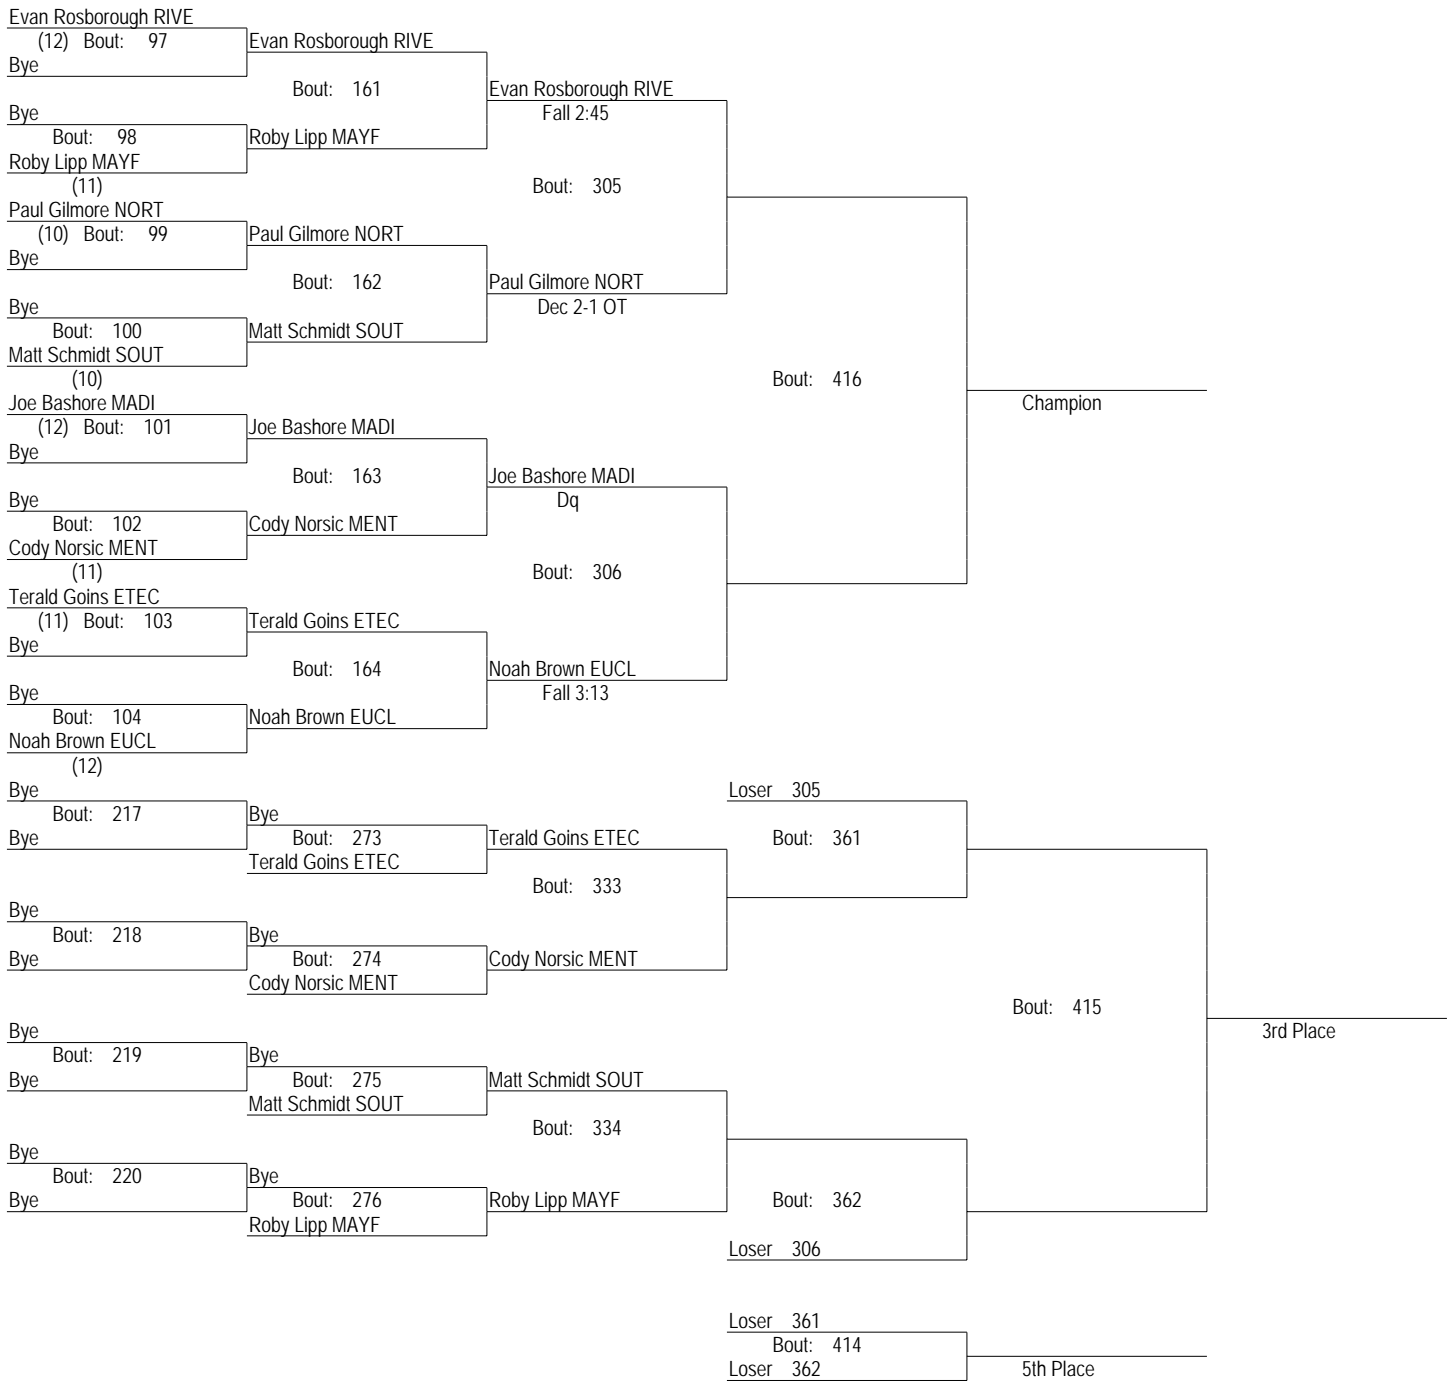 Evan Rosborough RIVE
(12) Bout: 97
Evan Rosborough RIVE
Bye
Bout: 161
Evan Rosborough RIVE
Bye
Fall 2:45
Bout: 98
Roby Lipp MAYF
Roby Lipp MAYF
(11)
Bout: 305
Paul Gilmore NORT
(10) Bout: 99
Paul Gilmore NORT
Bye
Bout: 162
Paul Gilmore NORT
Bye
Dec 2-1 OT
Bout: 100
Matt Schmidt SOUT
Matt Schmidt SOUT
(10)
Bout: 416
Joe Bashore MADI
Champion
(12) Bout: 101
Joe Bashore MADI
Bye
Bout: 163
Joe Bashore MADI
Bye
Dq
Bout: 102
Cody Norsic MENT
Cody Norsic MENT
(11)
Bout: 306
Terald Goins ETEC
(11) Bout: 103
Terald Goins ETEC
Bye
Bout: 164
Noah Brown EUCL
Bye
Fall 3:13
Bout: 104
Noah Brown EUCL
Noah Brown EUCL
(12)
Bye
Loser 305
Bout: 217
Bye
Bye
Bout: 273
Terald Goins ETEC
Bout: 361
Terald Goins ETEC
Bout: 333
Bye
Bout: 218
Bye
Bye
Bout: 274
Cody Norsic MENT
Cody Norsic MENT
Bout: 415
Bye
3rd Place
Bout: 219
Bye
Bye
Bout: 275
Matt Schmidt SOUT
Matt Schmidt SOUT
Bout: 334
Bye
Bout: 220
Bye
Bye
Bout: 276
Roby Lipp MAYF
Bout: 362
Roby Lipp MAYF
Loser 306
Loser 361
Bout: 414
Loser 362
5th Place